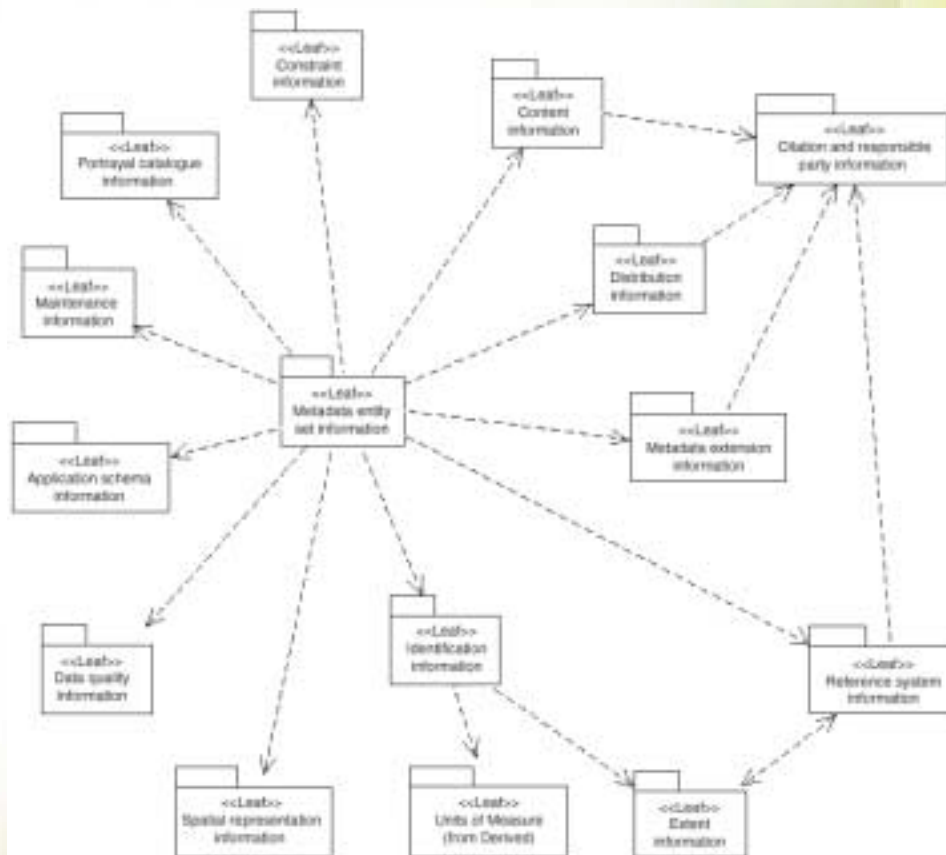 <<Leaf>>
Constraint
information
<<Leaf>>
Content
information
<<Leaf>>
Citation and responsible
party information
<<Leaf>>
Portrayal catalogue
information
<<Leaf>>
Distribution
information
<<Leaf>>
Maintenance
information
<<Leaf>>
Metadata entity
set information
<<Leaf>>
Metadata extension
information
<<Leaf>>
Application schema
information
<<Leaf>>
Identification
information
<<Leaf>>
Data quality
information
<<Leaf>>
Reference system
information
<<Leaf>>
Spatial representation
information
<<Leaf>>
Units of Measure
(from Derived)
<<Leaf>>
Extent
information